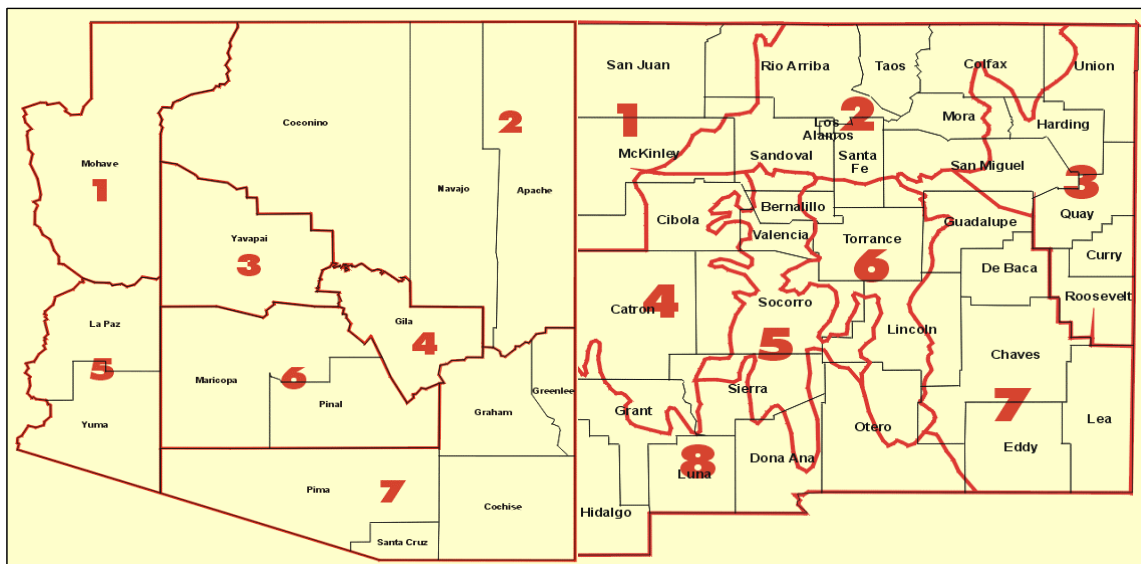 San Juan
Rio Arriba
Taos
Colfax
Union
1
2
Los
Alamos
Mora
Harding
McKinley
Sandoval
Santa
Fe
San Miguel
3
Cibola
Bernalillo
Valencia
Torrance
Guadalupe
Quay
6
De Baca
Curry
Catron
4
Socorro
5
Lincoln
Roosevelt
Chaves
7
Grant
Sierra
Otero
Lea
Eddy
8
Luna
Dona Ana
Hidalgo
Coconino
2
Mohave
1
Navajo
Apache
Yavapai
3
La Paz
5
Gila
4
Maricopa
6
Pinal
Greenlee
Graham
Yuma
Pima
7
Cochise
Santa Cruz